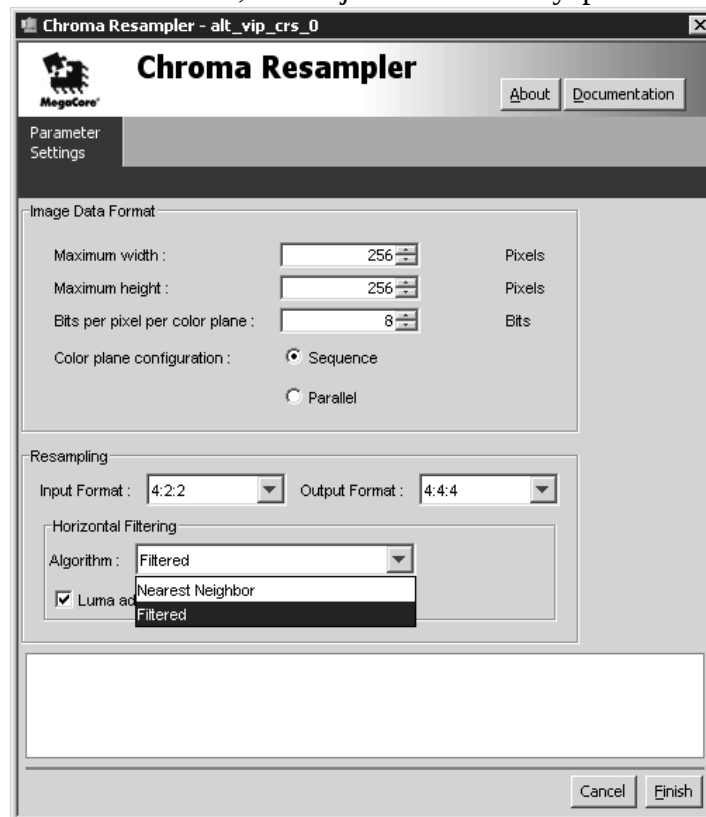 Chroma Resampler - alt_vip_crs_0
Chroma Resampler
MegaCore®
About Documentation
Parameter
Settings
Image Data Format
Maximum width : 256 Pixels
Maximum height : 256 Pixels
Bits per pixel per color plane : 8 Bits
Color plane configuration : Sequence
Parallel
Resampling
Input Format : 4:2:2 Output Format : 4:4:4
Horizontal Filtering
Algorithm : Filtered
Nearest Neighbor
Luma
Filtered
Cancel Finish